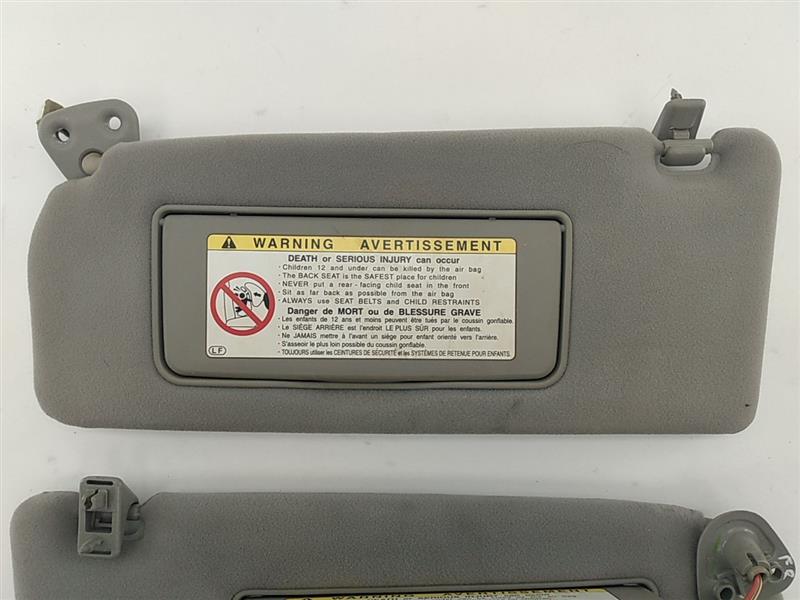 WARNING AVERTISSEMENT
DEATH or SERIOUS INJURY can occur
· Children 12 and under can be killed by the air bag
· The BACK SEAT is the SAFEST place for children
· NEVER put a rear-facing child seat in the front
· Sit as far back as possible from the air bag
· ALWAYS use SEAT BELTS and CHILD RESTRAINTS
Danger de MORT ou de BLESSURE GRAVE
· Les enfants de 12 ans et moins peuvent être tués par le coussin gonflable.
· Le SIÈGE ARRIÈRE est l'endroit LE PLUS SÛR pour les enfants.
· Ne JAMAIS mettre à l'avant un siège pour enfant orienté vers l'arrière.
· S'asseoir le plus loin possible du coussin gonflable.
· TOUJOURS utiliser les CEINTURES DE SÉCURITÉ et les SYSTÈMES DE RETENUE POUR ENFANTS.
LF
WARNING AVERTISSEMENT